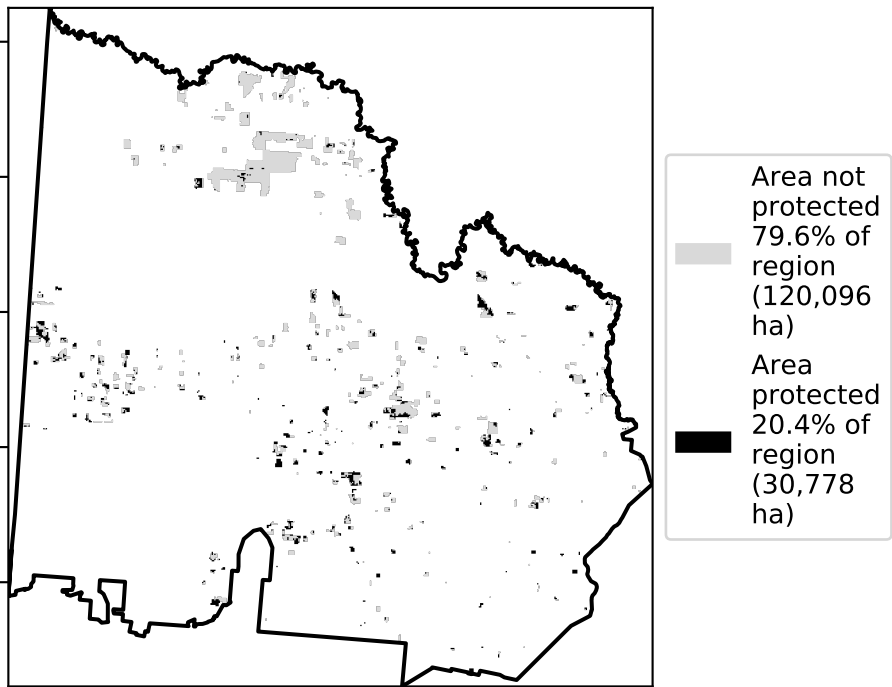 Area not
protected
79.6% of
region
(120,096
ha)
Area
protected
20.4% of
region
(30,778
ha)